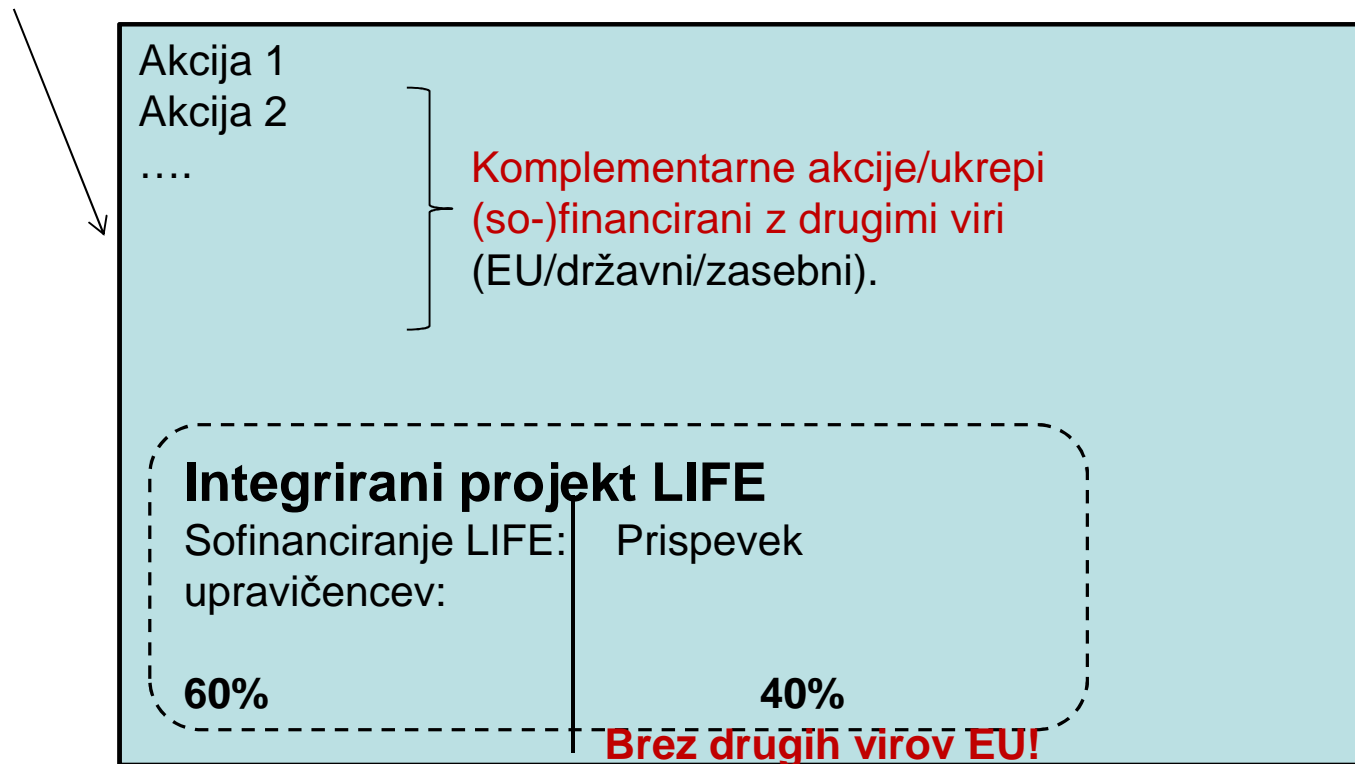 Akcija 1
Akcija 2
....
Komplementarne akcije/ukrepi
(so-)financirani z drugimi viri
(EU/državni/zasebni).
Integrirani projekt LIFE
Sofinanciranje LIFE: Prispevek
upravičencev:
60% 40%
Brez drugih virov EU!